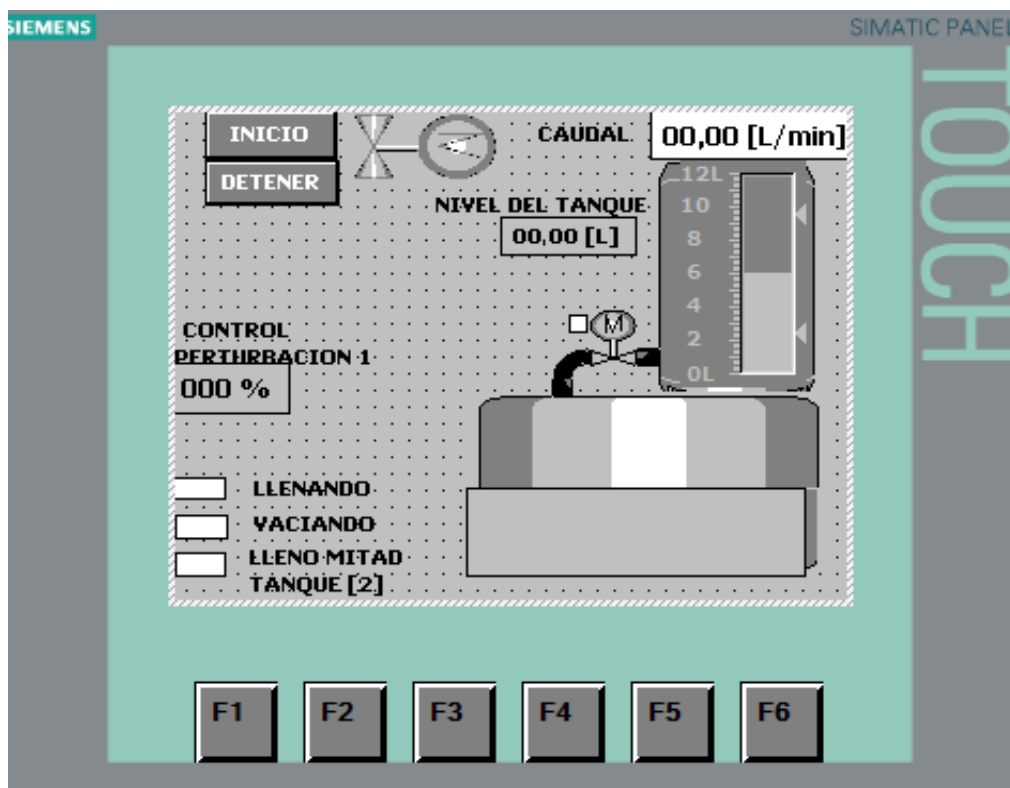 SIEMENS
SIMATIC PANEL
TOUCH
INICIO
DETENER
CAUDAL
00,00 [L/min]
NIVEL DEL TANQUE
00,00 [L]
12L
10
8
6
4
2
0L
M
CONTROL
PERTURBACION 1
000 %
LLENANDO
VACIANDO
LLENO MITAD
TANQUE [2]
F1
F2
F3
F4
F5
F6